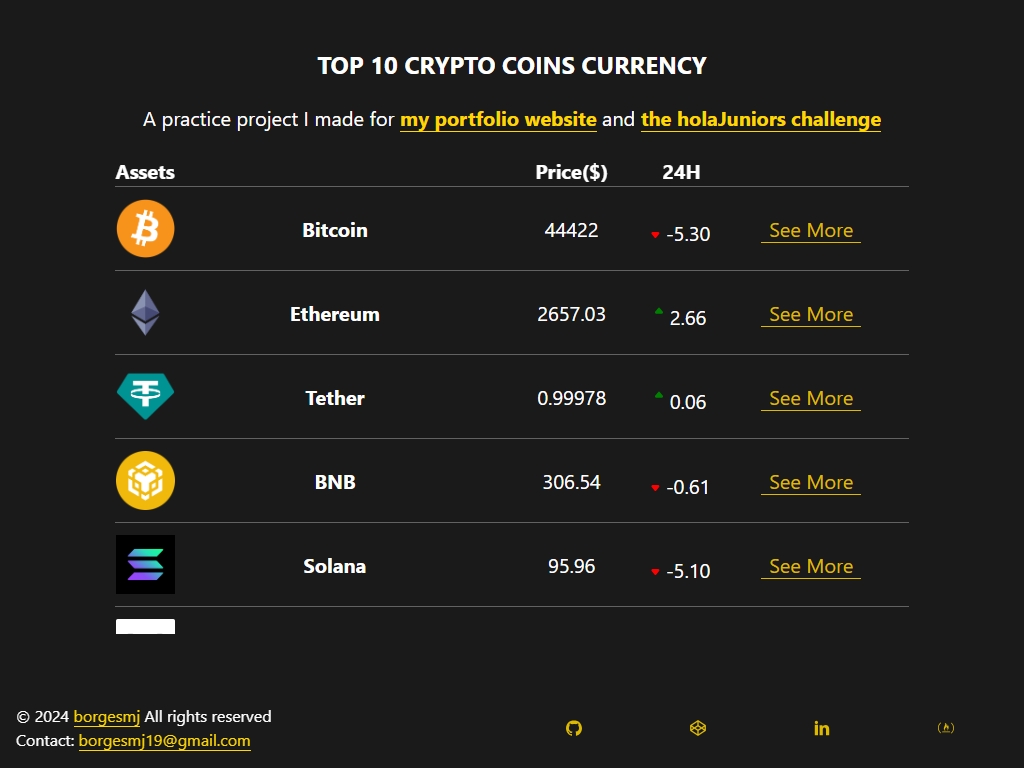 TOP 10 CRYPTO COINS CURRENCY
A practice project I made for my portfolio website and the holaJuniors challenge
Assets Price($) 24H
Bitcoin 44422 -5.30 See More
Ethereum 2657.03 2.66 See More
Tether 0.99978 0.06 See More
BNB 306.54 -0.61 See More
Solana 95.96 -5.10 See More
© 2024 borgesmj All rights reserved
Contact: borgesmj19@gmail.com